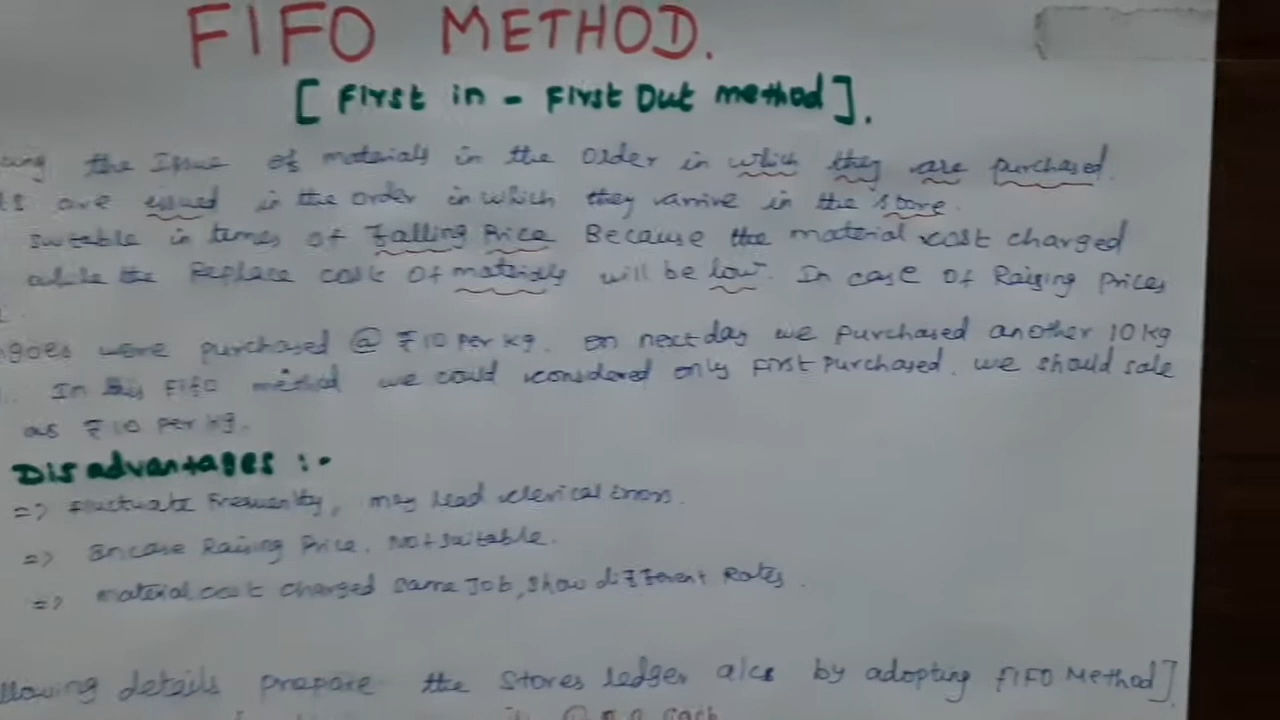 FIFO METHOD.
[First in - First Out method].
the Issue of materials in the order in which they are purchased.
are issued in the order in which they arrive in the store.
suitable in times of falling Price Because the material cost charged
while the Replace cost of materials will be low. In case of Raising Prices
goes were purchased @ ₹10 per kg. on next day we purchased another 10 kg
In this FIFO method we could considered only First Purchased. we should sale
as ₹10 per kg.
Disadvantages :-
=> Fluctuate Frequently, may lead clerical Errors.
=> Incase Raising Price, Not suitable.
=> material cost charged same Job, show different Rates.
llowing details prepare the Stores ledger a/cs by adopting FIFO Method]
@ each